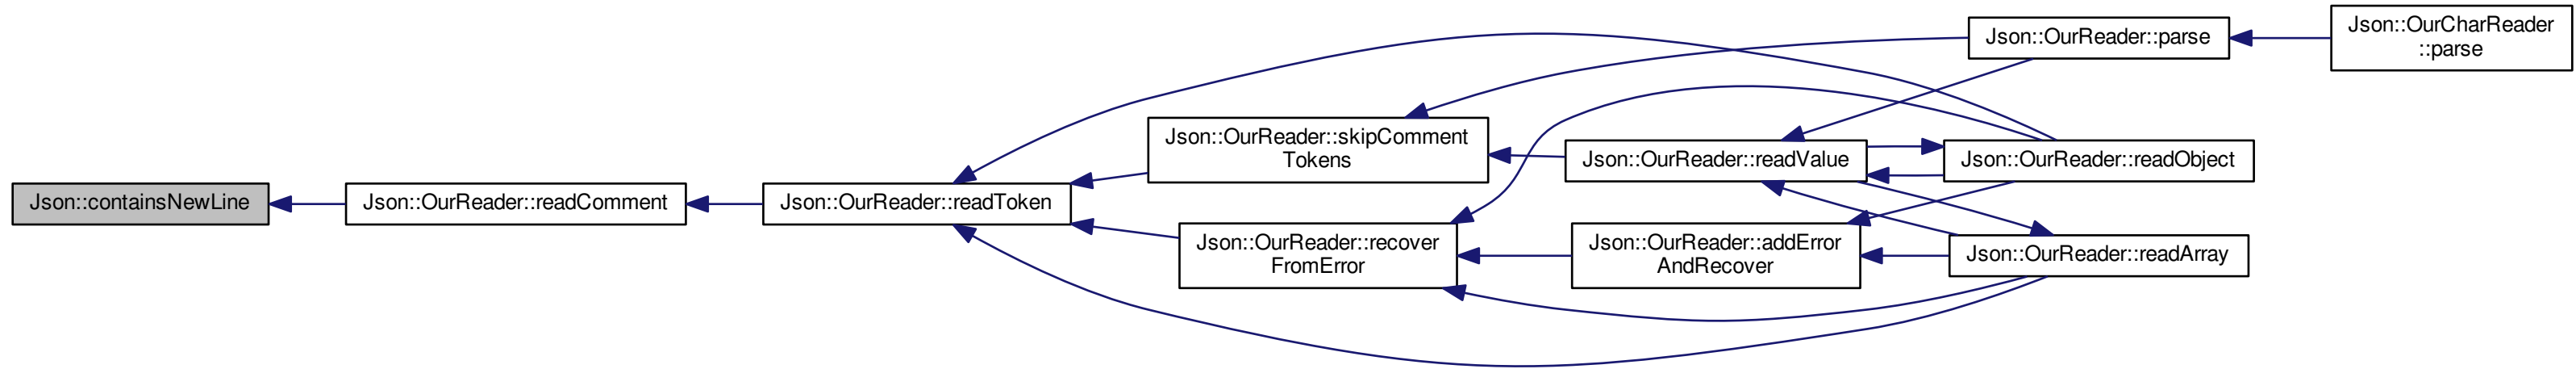 Json::containsNewLine
Json::OurReader::readComment
Json::OurReader::readToken
Json::OurReader::skipComment
Tokens
Json::OurReader::recover
FromError
Json::OurReader::readValue
Json::OurReader::addError
AndRecover
Json::OurReader::parse
Json::OurReader::readObject
Json::OurReader::readArray
Json::OurCharReader
::parse